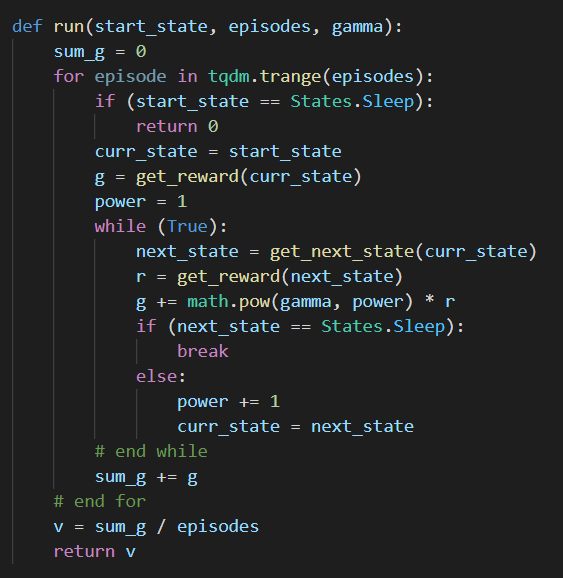 def run(start_state, episodes, gamma):
    sum_g = 0
    for episode in tqdm.trange(episodes):
        if (start_state == States.Sleep):
            return 0
        curr_state = start_state
        g = get_reward(curr_state)
        power = 1
        while (True):
            next_state = get_next_state(curr_state)
            r = get_reward(next_state)
            g += math.pow(gamma, power) * r
            if (next_state == States.Sleep):
                break
            else:
                power += 1
                curr_state = next_state
        # end while
        sum_g += g
    # end for
    v = sum_g / episodes
    return v